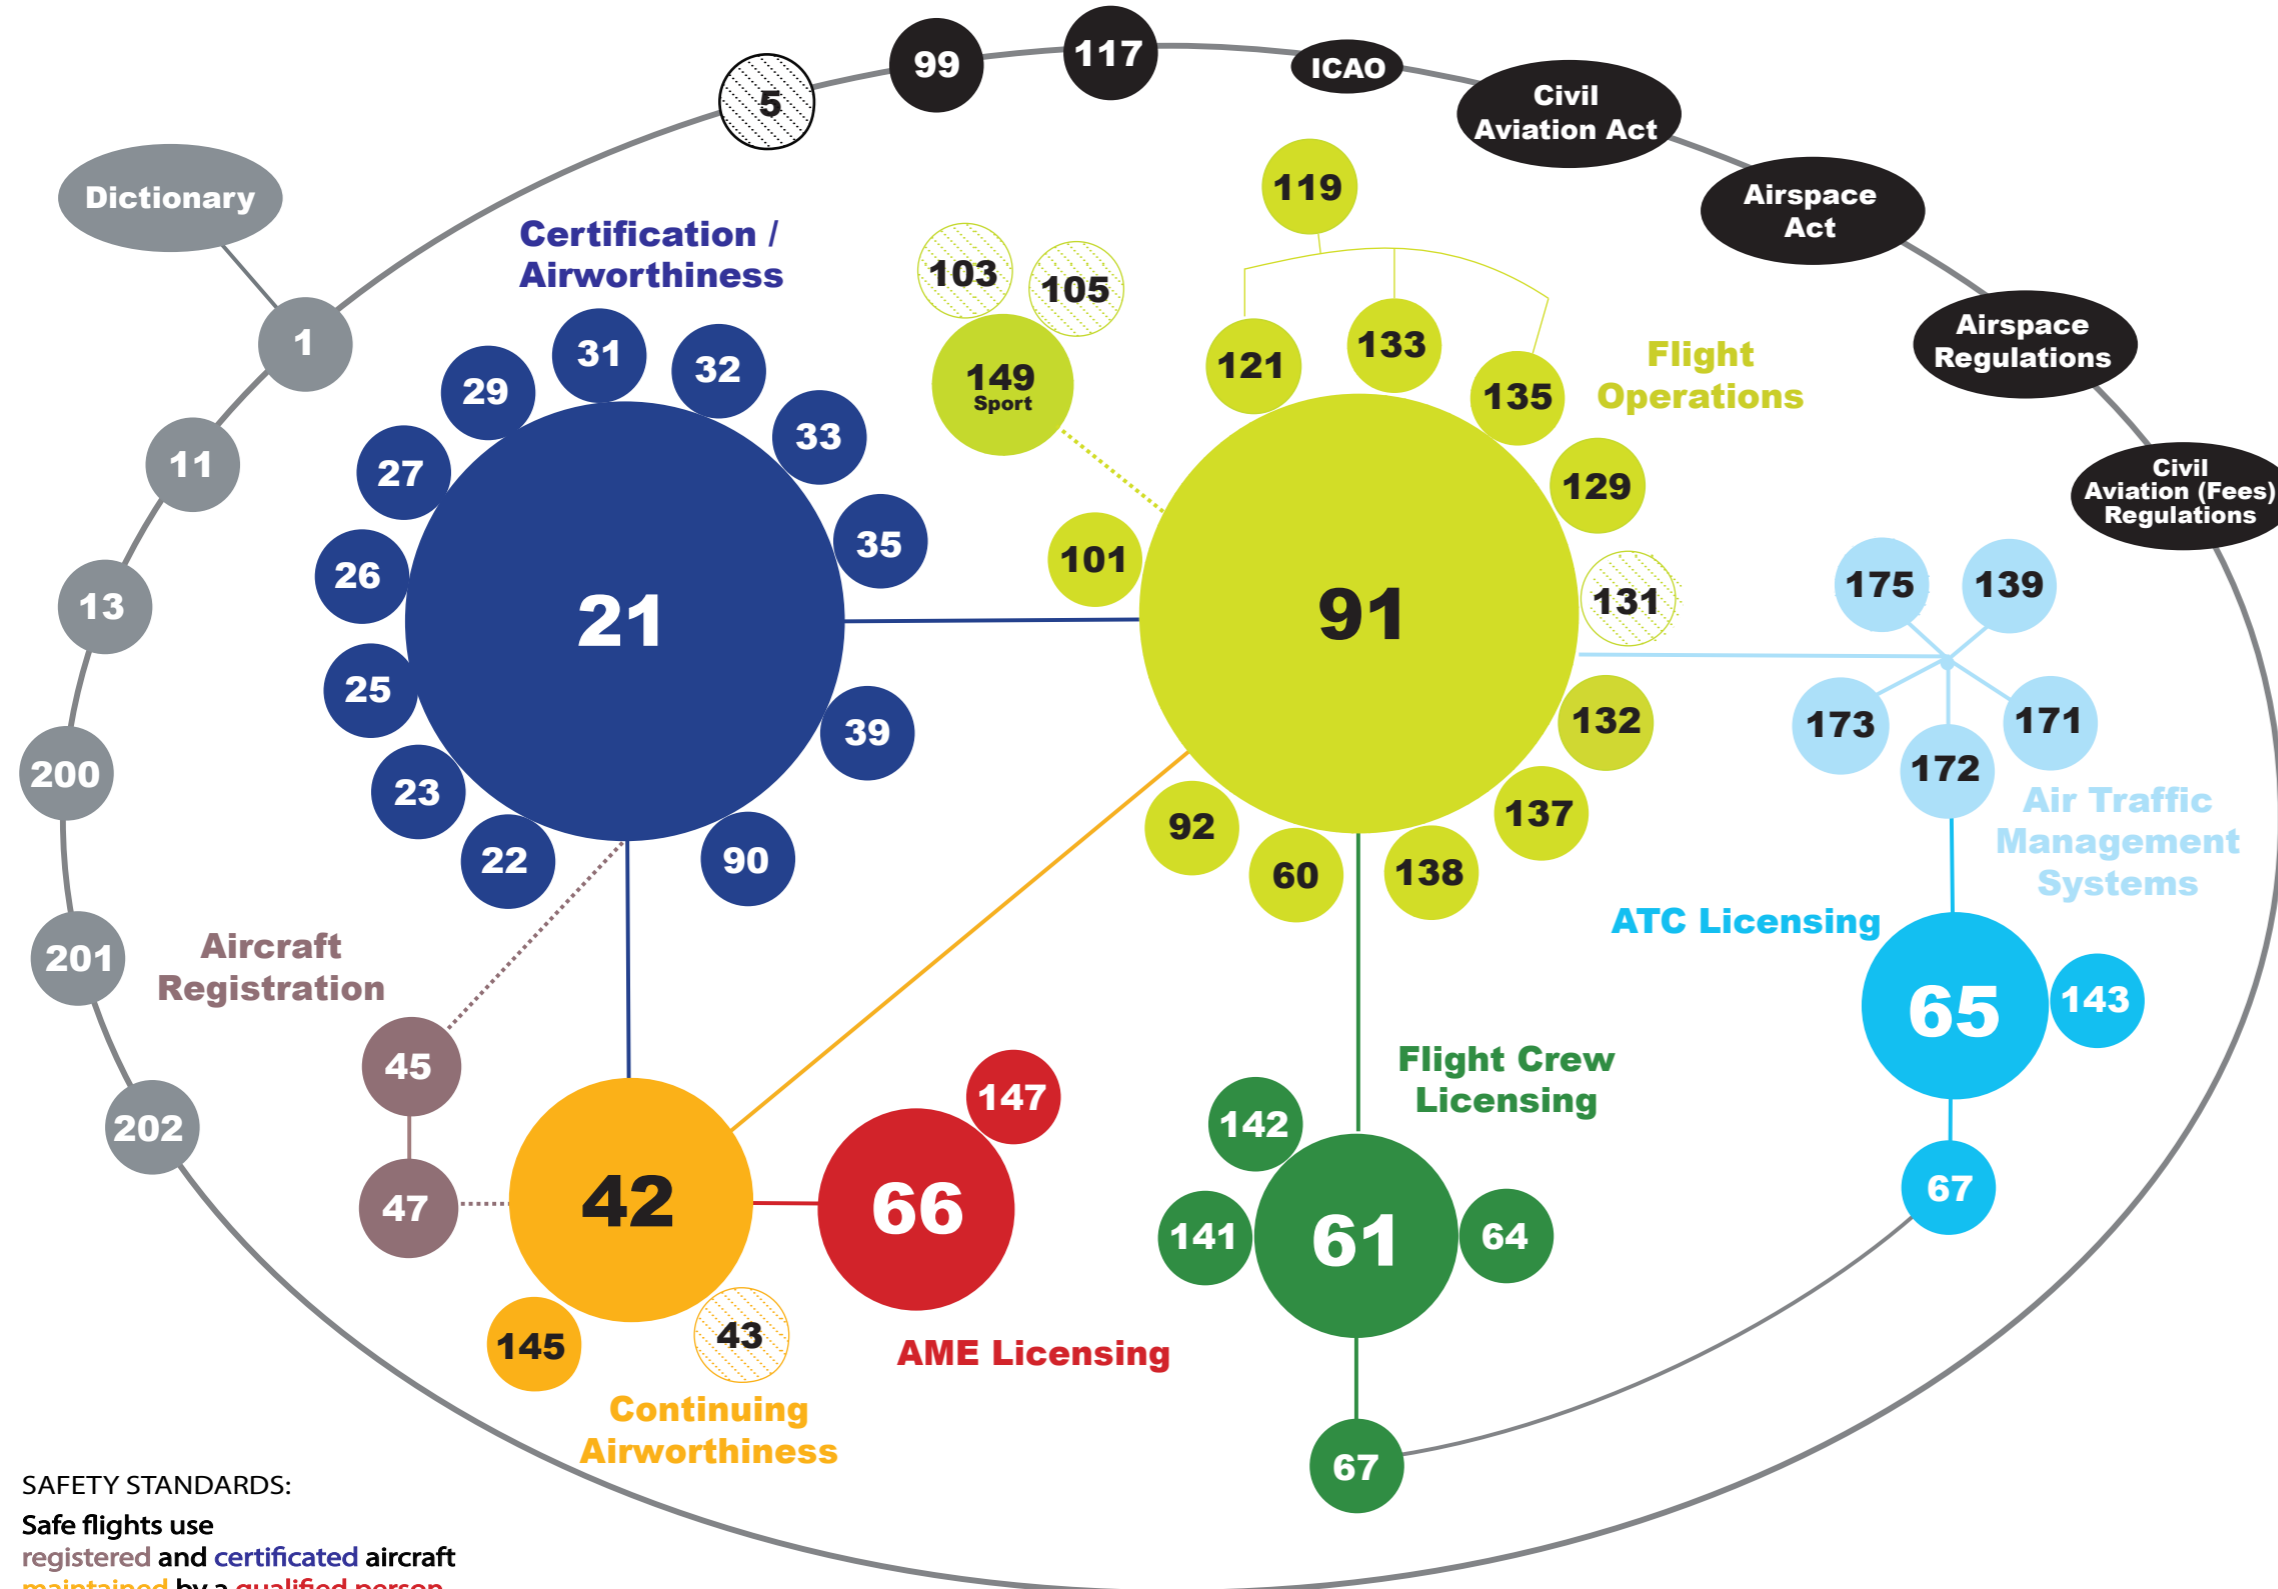 99
117
5
ICAO
Civil
Aviation Act
Dictionary
119
Airspace
Act
Certification /
Airworthiness
103
105
1
31
32
29
149
Sport
121
133
135
Flight
Operations
Airspace
Regulations
33
11
27
129
Civil
Aviation (Fees)
Regulations
35
101
26
13
21
91
131
175
139
25
39
132
173
171
172
200
23
22
90
92
60
138
137
Air Traffic
Management
Systems
201
Aircraft
Registration
ATC Licensing
65
143
45
147
Flight Crew
Licensing
202
142
47
42
66
141
61
64
67
145
43
AME Licensing
Continuing
Airworthiness
67
SAFETY STANDARDS:
Safe flights use
registered and certificated aircraft
maintained by a qualified person